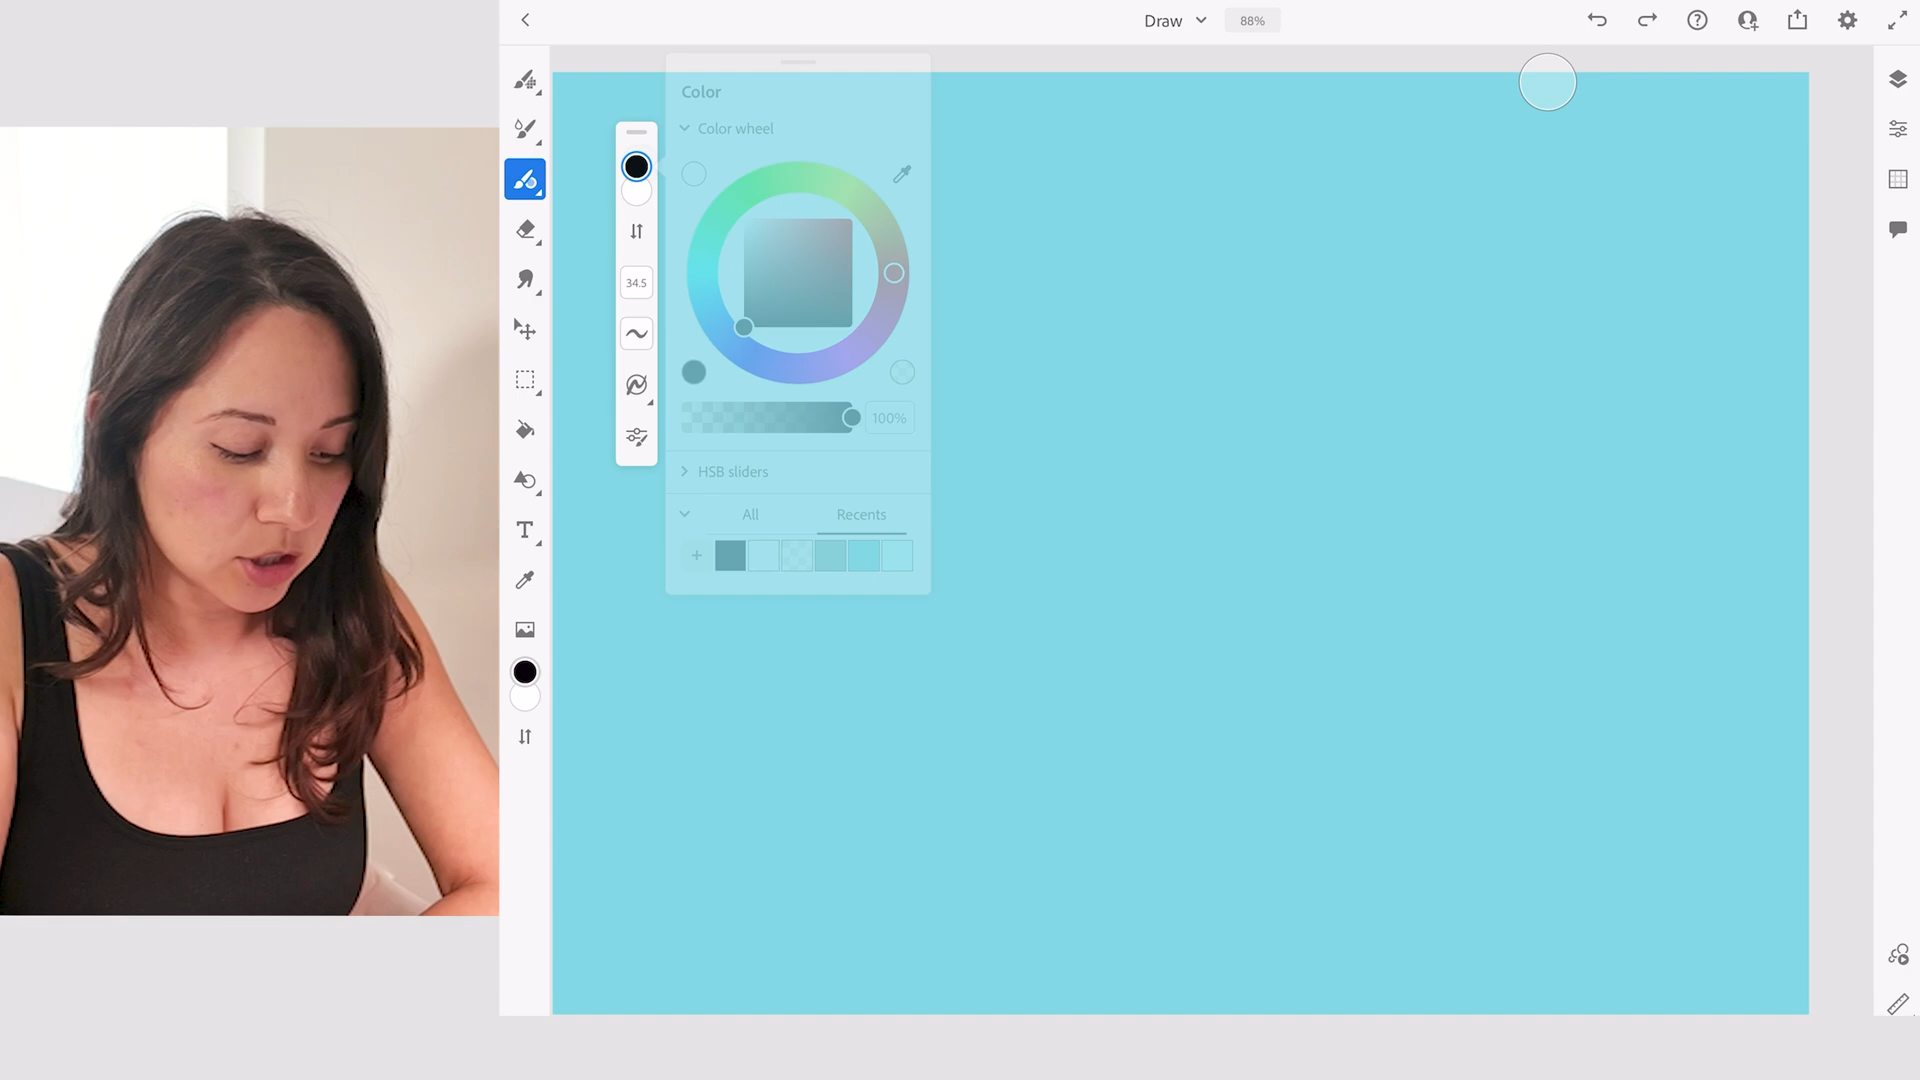 Draw
88%
Color
Color wheel
34.5
100%
HSB sliders
All
Recents